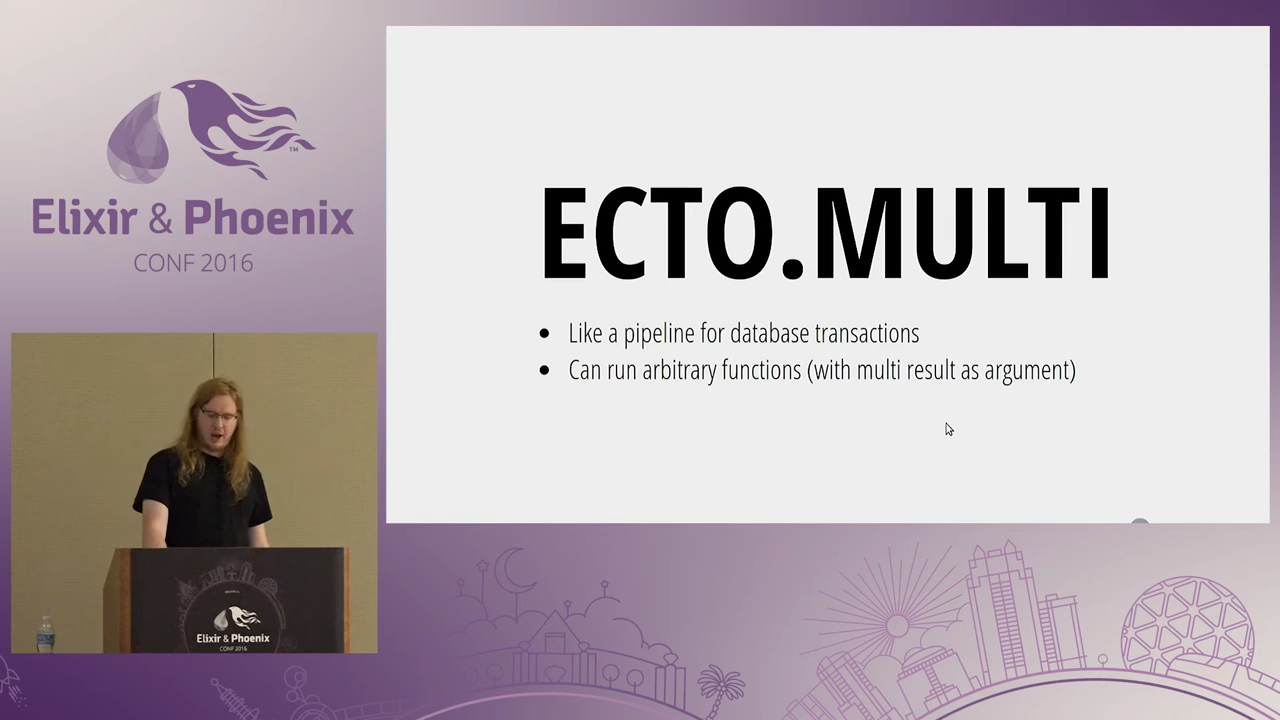 Elixir & Phoenix
TM
CONF 2016
ECTO.MULTI
Like a pipeline for database transactions
Can run arbitrary functions (with multi result as argument)
Elixir & Phoenix
CONF 2016